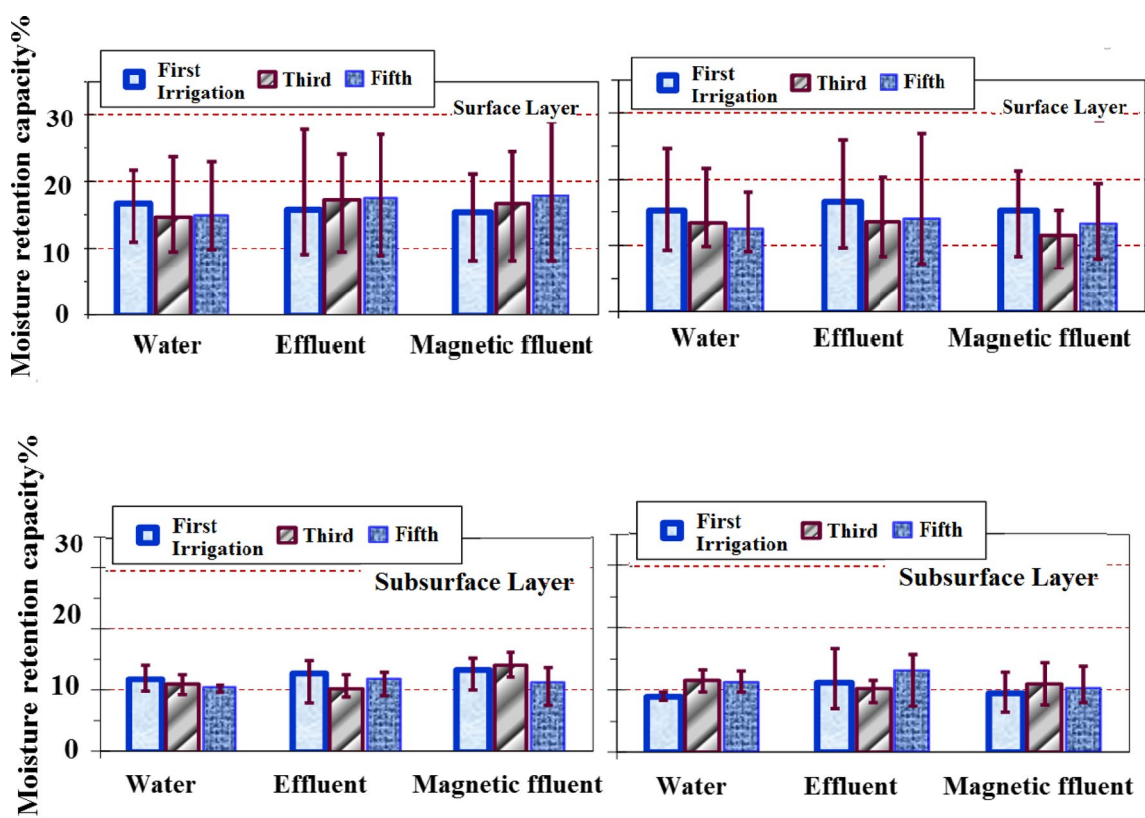 Moisture retention capacity%
First
Irrigation
Third
Fifth
Surface Layer
30
20
10
0
Water
Effluent
Magnetic ffluent
First
Irrigation
Third
Fifth
Surface Layer
Water
Effluent
Magnetic ffluent
Moisture retention capacity%
First
Irrigation
Third
Fifth
Subsurface Layer
30
20
10
0
Water
Effluent
Magnetic ffluent
First
Irrigation
Third
Fifth
Subsurface Layer
Water
Effluent
Magnetic ffluent